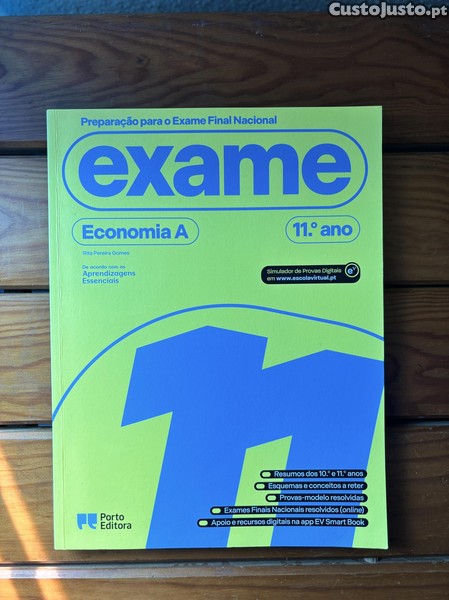 CustoJusto.pt
Preparação para o Exame Final Nacional
exame
Economia A
11.º ano
Rita Pereira Gomes
De acordo com as
Aprendizagens
Essenciais
Simulador de Provas Digitais
em www.escolavirtual.pt
11
Resumos dos 10.º e 11.º anos
Esquemas e conceitos a reter
Provas-modelo resolvidas
Exames Finais Nacionais resolvidos (online)
Apoio e recursos digitais na app EV Smart Book
Porto
Editora